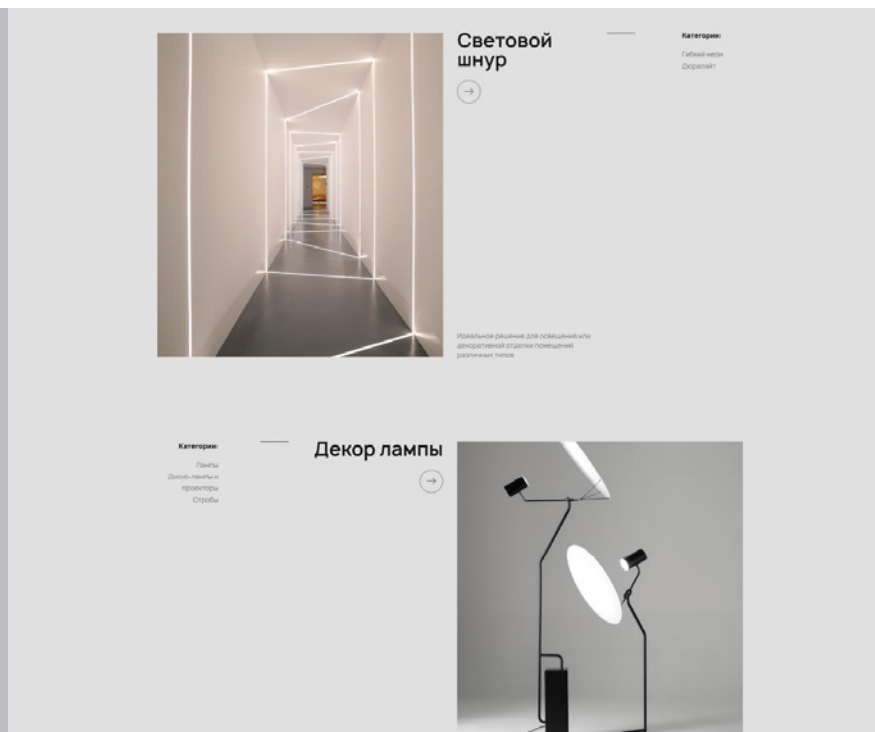 Световой
шнур
Категории:
Гибкий неон
Дюралайт
Идеальное решение для освещения или
декоративной отделки помещений
различных типов
Категории:
Лампы
Диско-лампы и
проекторы
Стробы
Декор лампы